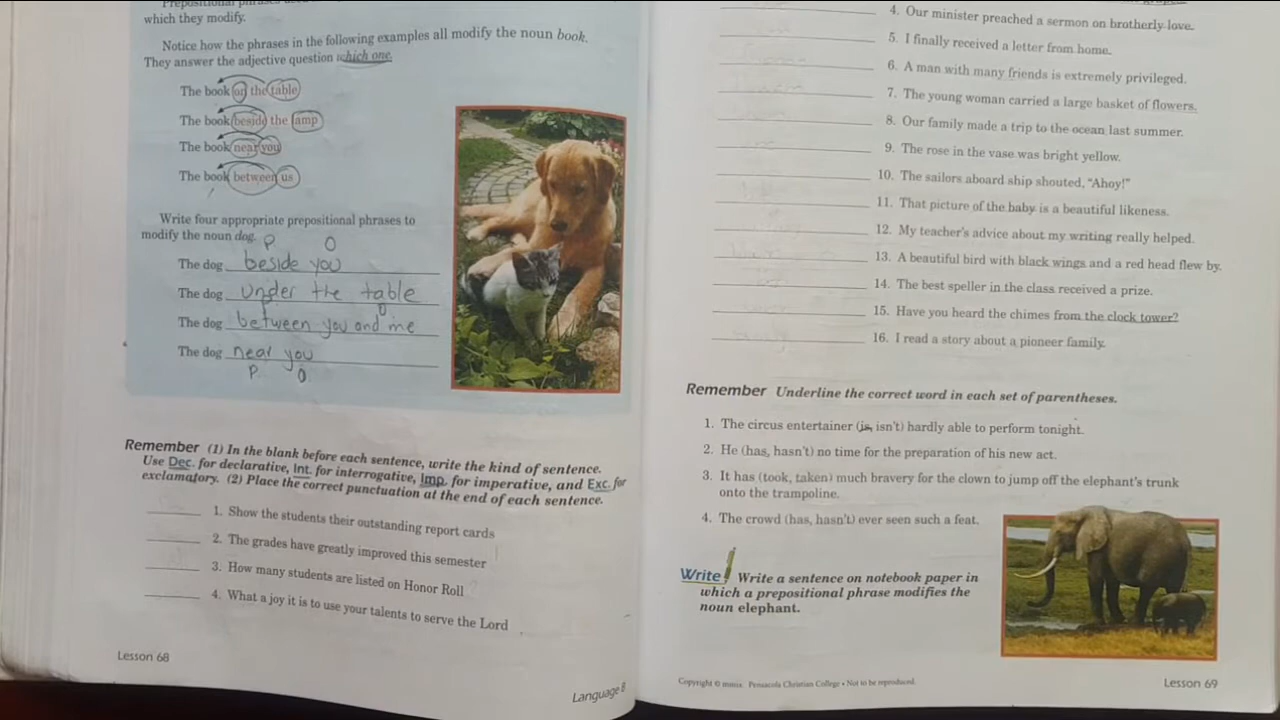 which they modify.
Notice how the phrases in the following examples all modify the noun book.
They answer the adjective question which one.
The book on the table
The book beside the lamp
The book near you
The book between us
Write four appropriate prepositional phrases to
modify the noun dog.
P O
The dog beside you
The dog under the table
O
The dog between you and me
The dog near you
P O
Remember (1) In the blank before each sentence, write the kind of sentence.
Use Dec. for declarative, Int. for interrogative, Imp. for imperative, and Exc. for
exclamatory. (2) Place the correct punctuation at the end of each sentence.
1. Show the students their outstanding report cards
2. The grades have greatly improved this semester
3. How many students are listed on Honor Roll
4. What a joy it is to use your talents to serve the Lord
Lesson 68
Language B
4. Our minister preached a sermon on brotherly love.
5. I finally received a letter from home.
6. A man with many friends is extremely privileged.
7. The young woman carried a large basket of flowers.
8. Our family made a trip to the ocean last summer.
9. The rose in the vase was bright yellow.
10. The sailors aboard ship shouted, “Ahoy!”
11. That picture of the baby is a beautiful likeness.
12. My teacher’s advice about my writing really helped.
13. A beautiful bird with black wings and a red head flew by.
14. The best speller in the class received a prize.
15. Have you heard the chimes from the clock tower?
16. I read a story about a pioneer family.
Remember Underline the correct word in each set of parentheses.
1. The circus entertainer (is, isn’t) hardly able to perform tonight.
2. He (has, hasn’t) no time for the preparation of his new act.
3. It has (took, taken) much bravery for the clown to jump off the elephant’s trunk
onto the trampoline.
4. The crowd (has, hasn’t) ever seen such a feat.
Write Write a sentence on notebook paper in
which a prepositional phrase modifies the
noun elephant.
Copyright © Pensacola Christian College • Not to be reproduced.
Lesson 69